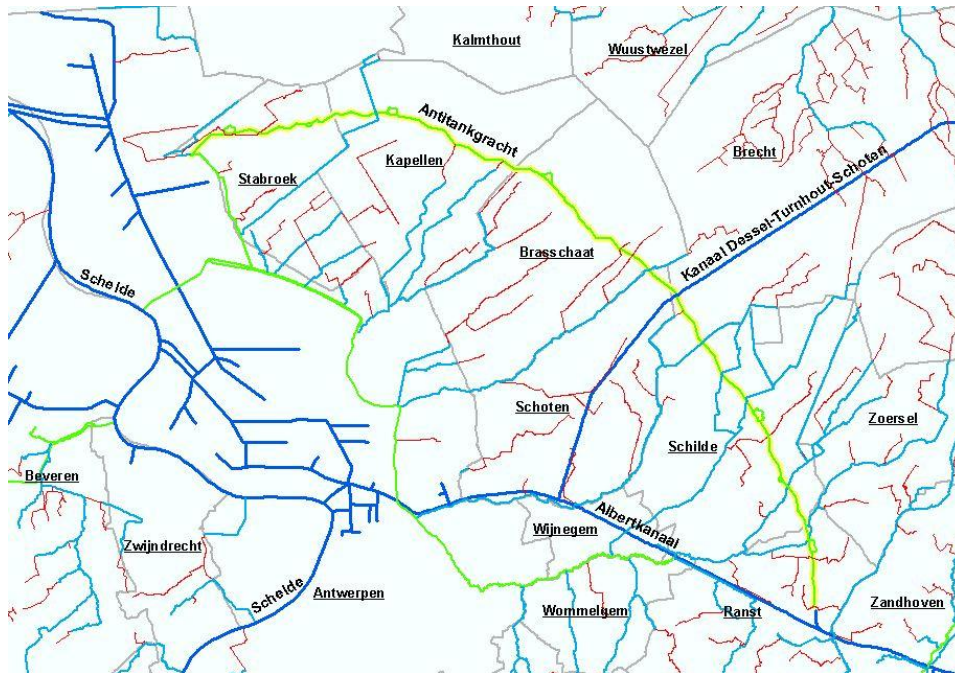 Kalmthout
Wuustwezel
Antitankgracht
Kapellen
Brecht
Stabroek
Kanaal Dessel-Turnhout-Schoten
Brasschaat
Schelde
Schoten
Zoersel
Schilde
Beveren
Albertkanaal
Wijnegem
Zwijndrecht
Schelde
Antwerpen
Wommelgem
Ranst
Zandhoven